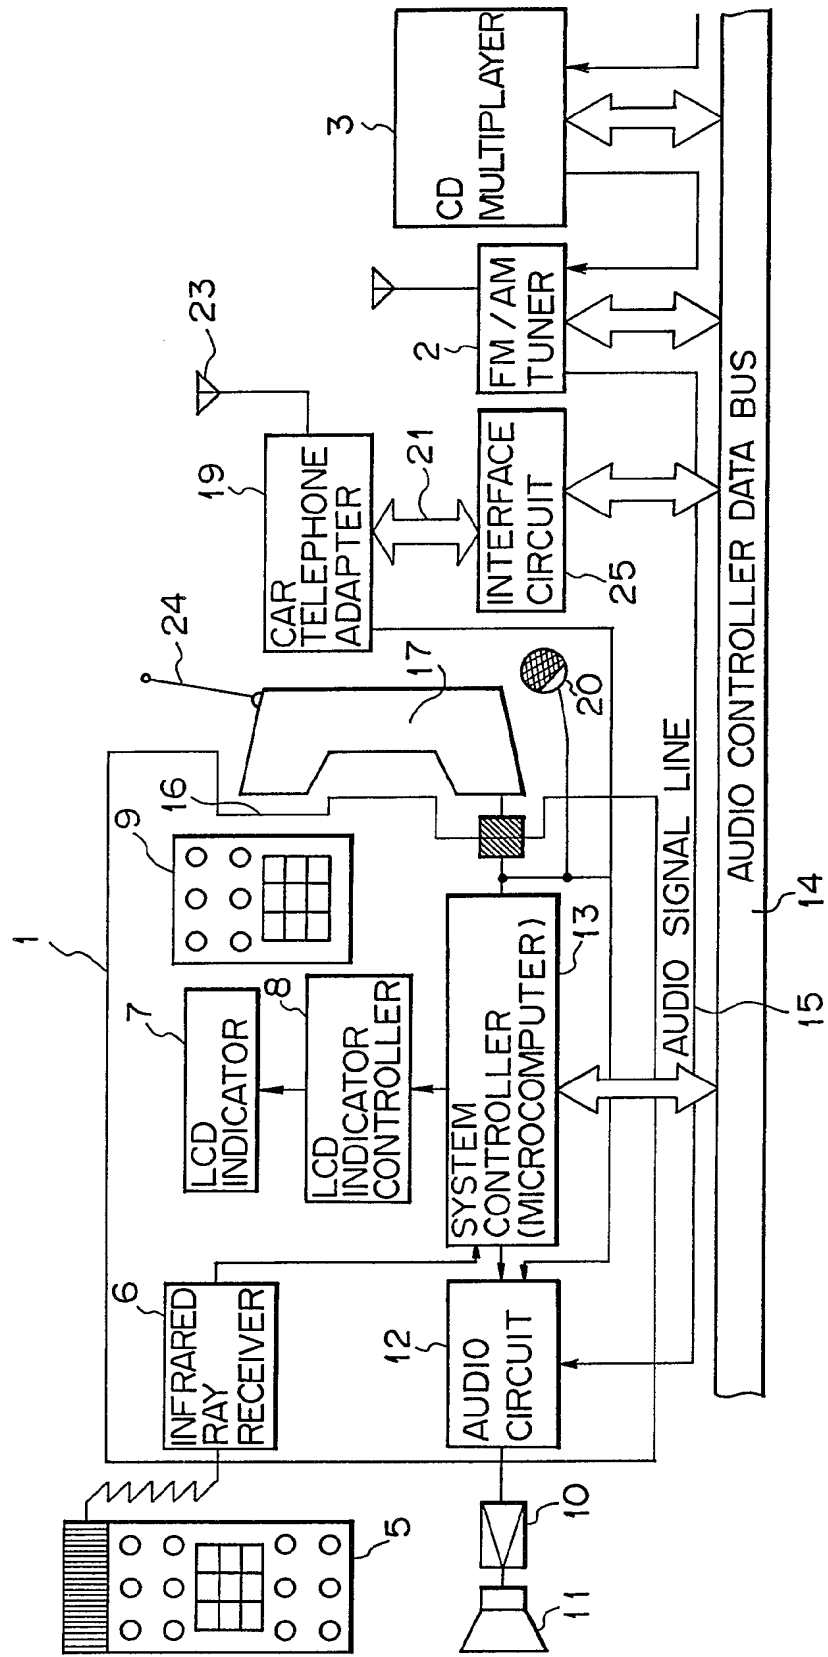 1
5
INFRARED
RAY
RECEIVER
6
LCD
INDICATOR
7
LCD
INDICATOR
CONTROLLER
8
9
16
24
17
20
CAR
TELEPHONE
ADAPTER
19
23
21
INTERFACE
CIRCUIT
25
FM/AM
TUNER
2
CD
MULTIPLAYER
3
11
10
AUDIO
CIRCUIT
12
SYSTEM
CONTROLLER
(MICROCOMPUTER)
13
AUDIO SIGNAL LINE
15
AUDIO CONTROLLER DATA BUS
14